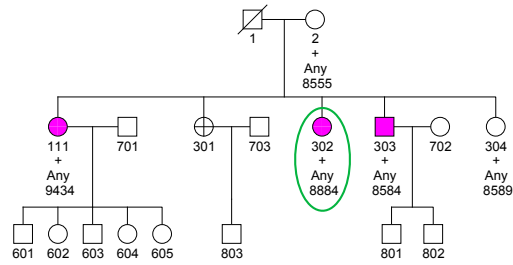 1 2
+
Any
8555
111 701 301 703 302 303 702 304
+ + + +
Any Any Any Any
9434 8884 8584 8589
601 602 603 604 605 803 801 802